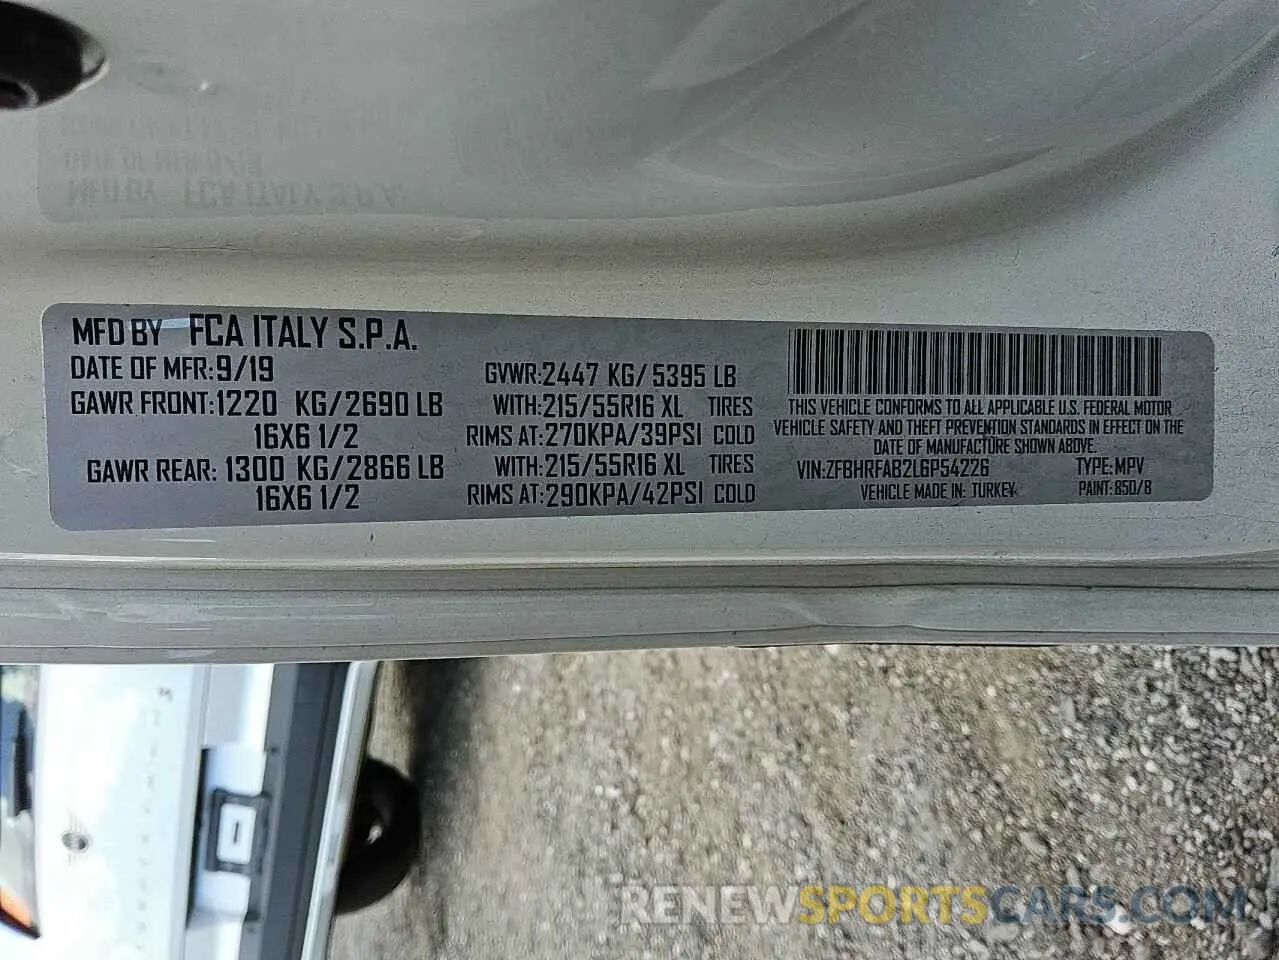 MFD BY FCA ITALY S.P.A.
DATE OF MFR: 9/19
GVWR: 2447 KG/5395 LB
GAWR FRONT: 1220 KG/2690 LB
WITH: 215/55R16 XL TIRES
16X6 1/2
RIMS AT: 270KPA/39PSI COLD
GAWR REAR: 1300 KG/2866 LB
WITH: 215/55R16 XL TIRES
16X6 1/2
RIMS AT: 290KPA/42PSI COLD
THIS VEHICLE CONFORMS TO ALL APPLICABLE U.S. FEDERAL MOTOR
VEHICLE SAFETY AND THEFT PREVENTION STANDARDS IN EFFECT ON THE
DATE OF MANUFACTURE SHOWN ABOVE.
VIN: ZFBHRFAB2L6P54226 TYPE: MPV
VEHICLE MADE IN: TURKEY PAINT: 850/B
RENEWSPORTSCARS.COM